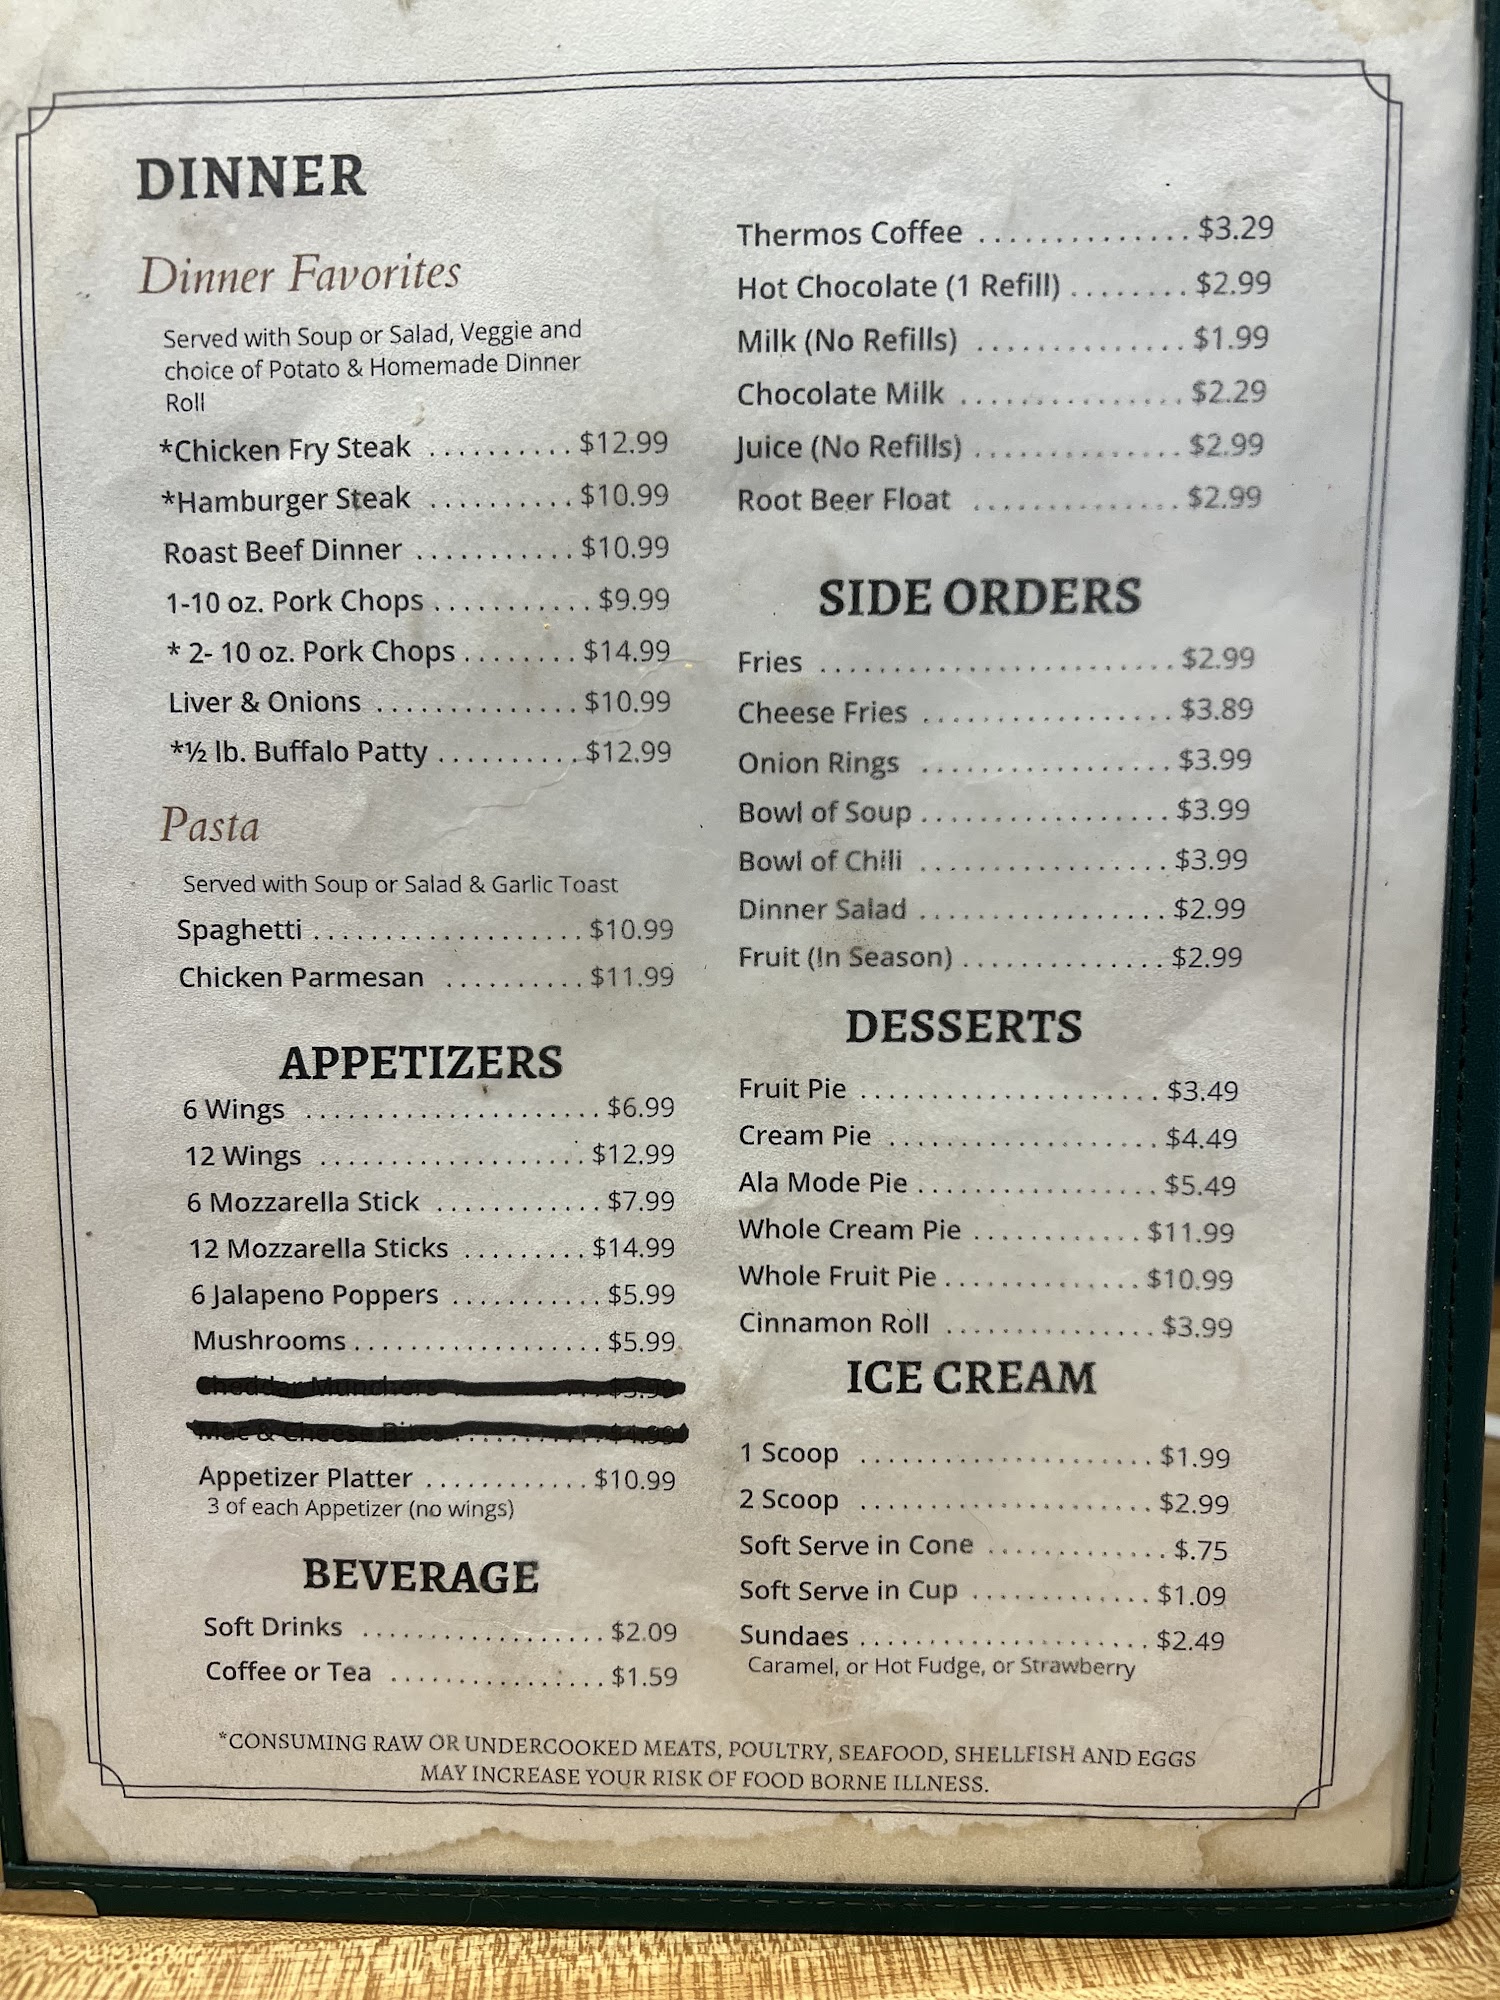 DINNER
Dinner Favorites
Served with Soup or Salad, Veggie and
choice of Potato & Homemade Dinner
Roll
*Chicken Fry Steak .......... $12.99
*Hamburger Steak .......... $10.99
Roast Beef Dinner ........... $10.99
1-10 oz. Pork Chops ........... $9.99
* 2- 10 oz. Pork Chops ........ $14.99
Liver & Onions .............. $10.99
*½ lb. Buffalo Patty .......... $12.99
Pasta
Served with Soup or Salad & Garlic Toast
Spaghetti ................... $10.99
Chicken Parmesan .......... $11.99
APPETIZERS
6 Wings ..................... $6.99
12 Wings ................... $12.99
6 Mozzarella Stick ............ $7.99
12 Mozzarella Sticks ......... $14.99
6 Jalapeno Poppers ........... $5.99
Mushrooms .................. $5.99
Mac & Cheese Bites ........... $4.99
Appetizer Platter ............ $10.99
3 of each Appetizer (no wings)
BEVERAGE
Soft Drinks .................. $2.09
Coffee or Tea ................ $1.59
Thermos Coffee .............. $3.29
Hot Chocolate (1 Refill) ........ $2.99
Milk (No Refills) .............. $1.99
Chocolate Milk ............... $2.29
Juice (No Refills) .............. $2.99
Root Beer Float .............. $2.99
SIDE ORDERS
Fries ........................ $2.99
Cheese Fries ................. $3.89
Onion Rings ................. $3.99
Bowl of Soup ................. $3.99
Bowl of Chili ................. $3.99
Dinner Salad ................. $2.99
Fruit (In Season) .............. $2.99
DESSERTS
Fruit Pie ..................... $3.49
Cream Pie ................... $4.49
Ala Mode Pie ................. $5.49
Whole Cream Pie ............ $11.99
Whole Fruit Pie .............. $10.99
Cinnamon Roll ............... $3.99
ICE CREAM
1 Scoop ..................... $1.99
2 Scoop ..................... $2.99
Soft Serve in Cone ............. $.75
Soft Serve in Cup ............. $1.09
Sundaes ..................... $2.49
Caramel, or Hot Fudge, or Strawberry
*CONSUMING RAW OR UNDERCOOKED MEATS, POULTRY, SEAFOOD, SHELLFISH AND EGGS
MAY INCREASE YOUR RISK OF FOOD BORNE ILLNESS.